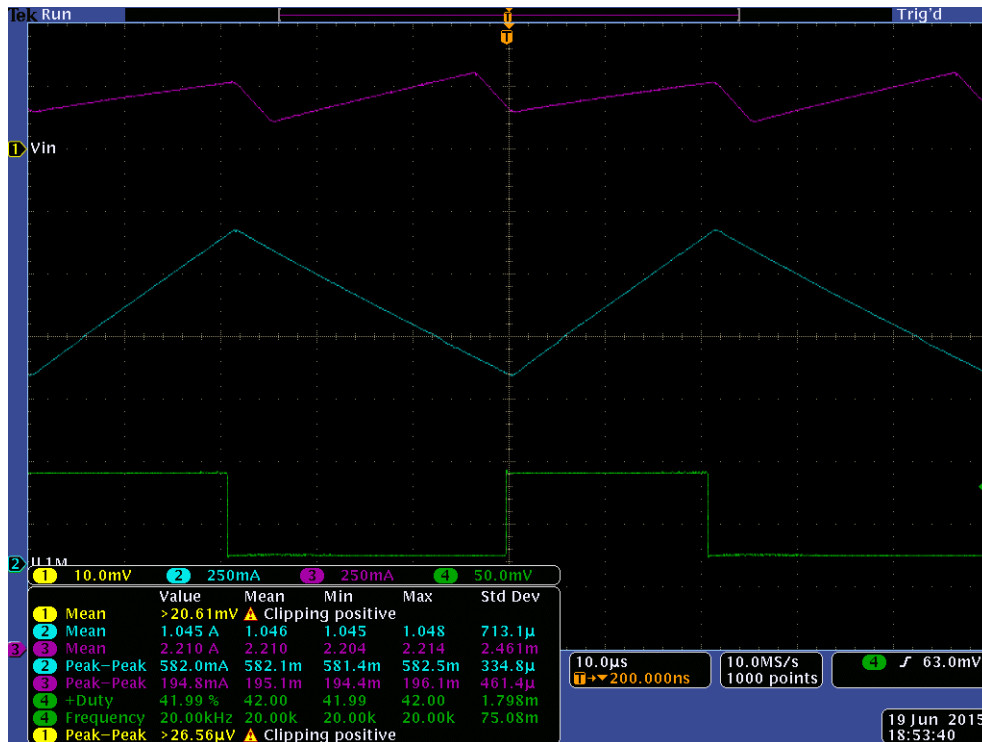 Tek Run Trig'd
T
T
1 Vin
2
1 10.0mV 2 250mA 3 250mA 4 50.0mV
Value Mean Min Max Std Dev
1 Mean >20.61mV Clipping positive
2 Mean 1.045 A 1.046 1.045 1.048 713.1µ
3 Mean 2.210 A 2.210 2.204 2.214 2.461m
2 Peak-Peak 582.0mA 582.1m 581.4m 582.5m 334.8µ
3 Peak-Peak 194.8mA 195.1m 194.4m 196.1m 461.4µ
4 +Duty 41.99 % 42.00 41.99 42.00 1.798m
4 Frequency 20.00kHz 20.00k 20.00k 20.00k 75.08m
1 Peak-Peak >26.56µV Clipping positive
3
10.0µs
T→▼200.000ns
10.0MS/s
1000 points
4 63.0mV
19 Jun 2015
18:53:40